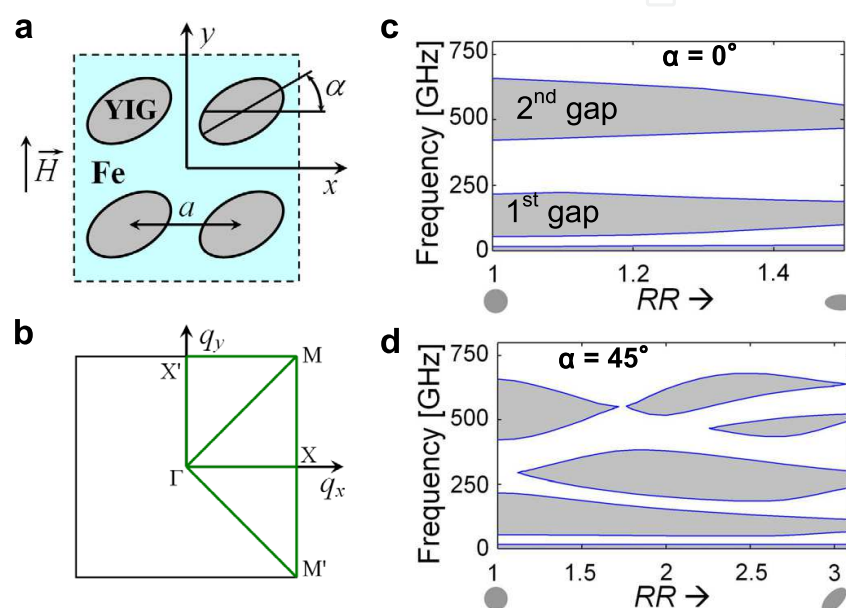 a
y
YIG
α
H
Fe
x
a
b
q_y
X'
M
Γ
X
q_x
M'
c
α = 0°
Frequency [GHz]
750
500
250
0
2nd gap
1st gap
1
1.2
1.4
RR →
d
α = 45°
Frequency [GHz]
750
500
250
0
1
1.5
2
2.5
3
RR →